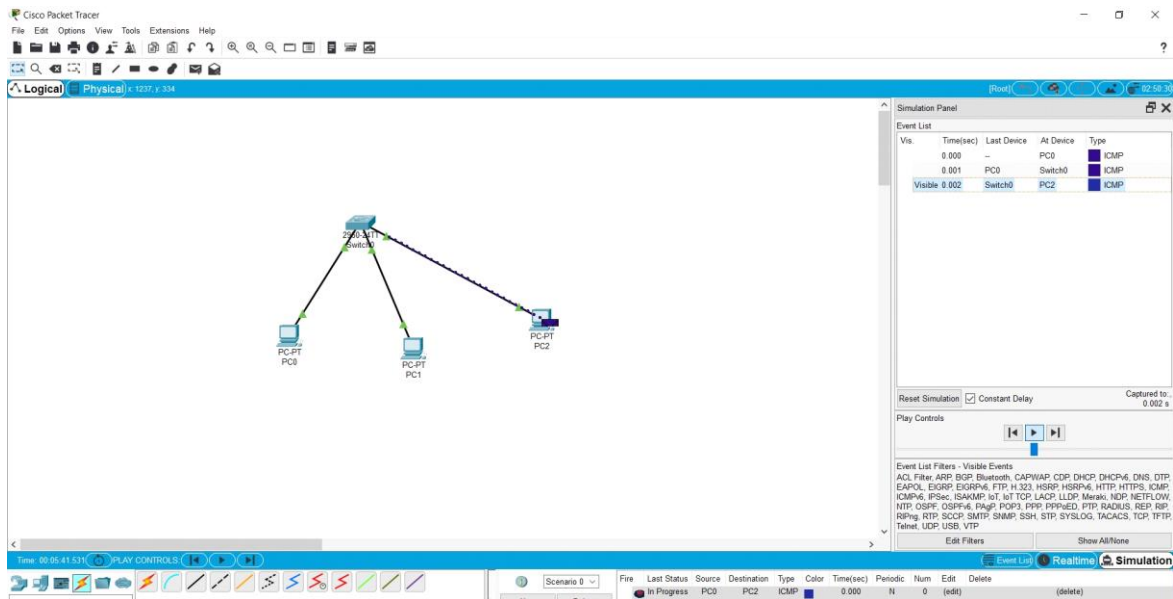 Cisco Packet Tracer
File Edit Options View Tools Extensions Help
?
Logical Physical x: 1237, y: 334 [Root] 02:50:30
Simulation Panel
Event List
Vis. Time(sec) Last Device At Device Type
0.000 -- PC0 ICMP
0.001 PC0 Switch0 ICMP
Visible 0.002 Switch0 PC2 ICMP
2960-24TT
Switch0
PC-PT
PC0
PC-PT
PC1
PC-PT
PC2
Reset Simulation Constant Delay Captured to:
0.002 s
Play Controls
Event List Filters - Visible Events
ACL Filter, ARP, BGP, Bluetooth, CAPWAP, CDP, DHCP, DHCPv6, DNS, DTP,
EAPOL, EIGRP, EIGRPv6, FTP, H.323, HSRP, HSRPv6, HTTP, HTTPS, ICMP,
ICMPv6, IPSec, ISAKMP, IoT, IoT TCP, LACP, LLDP, Meraki, NDP, NETFLOW,
NTP, OSPF, OSPFv6, PAgP, POP3, PPP, PPPoED, PTP, RADIUS, REP, RIP,
RIPng, RTP, SCCP, SMTP, SNMP, SSH, STP, SYSLOG, TACACS, TCP, TFTP,
Telnet, UDP, USB, VTP
Edit Filters Show All/None
Time: 00:05:41.531 PLAY CONTROLS: Event List Realtime Simulation
Scenario 0 Fire Last Status Source Destination Type Color Time(sec) Periodic Num Edit Delete
In Progress PC0 PC2 ICMP 0.000 N 0 (edit) (delete)